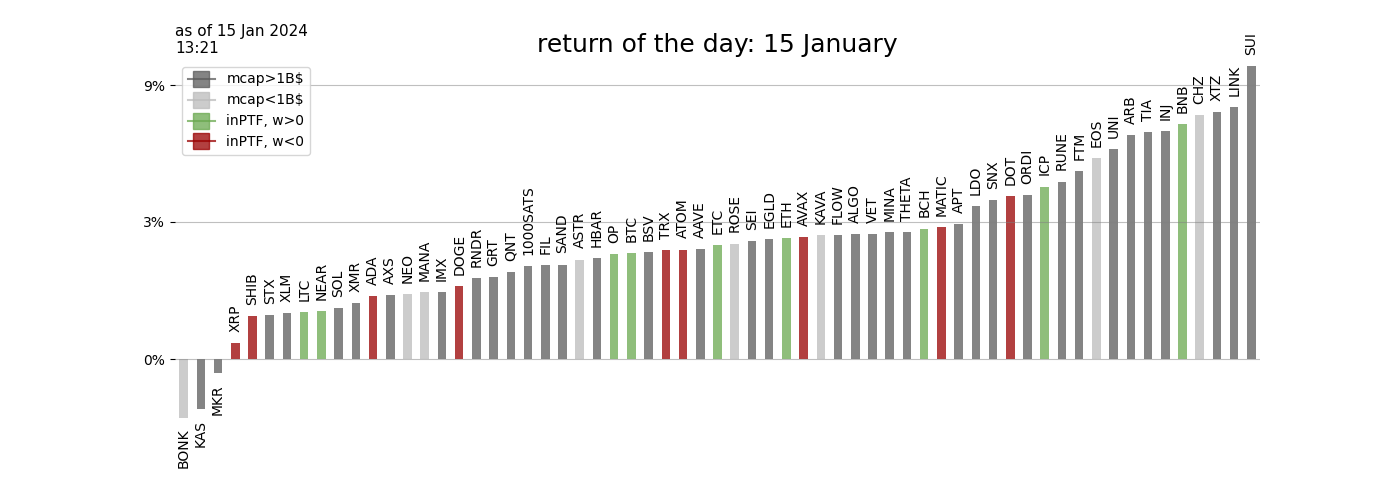 as of 15 Jan 2024
13:21
return of the day: 15 January
mcap>1B$
mcap<1B$
inPTF, w>0
inPTF, w<0
9%
3%
0%
BONK
KAS
MKR
XRP
SHIB
STX
XLM
LTC
NEAR
SOL
XMR
ADA
AXS
NEO
MANA
IMX
DOGE
RNDR
GRT
QNT
1000SATS
FIL
SAND
ASTR
HBAR
OP
BTC
BSV
TRX
ATOM
AAVE
ETC
ROSE
SEI
EGLD
ETH
AVAX
KAVA
FLOW
ALGO
VET
MINA
THETA
BCH
MATIC
APT
LDO
SNX
DOT
ORDI
ICP
RUNE
FTM
EOS
UNI
ARB
TIA
INJ
BNB
CHZ
XTZ
LINK
SUI